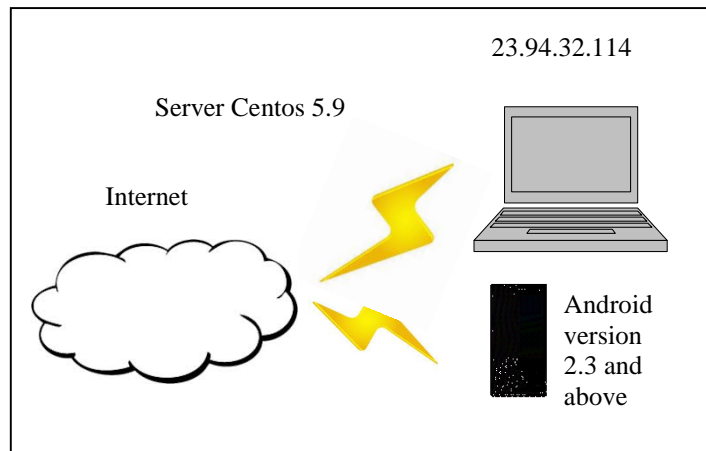 23.94.32.114
Server Centos 5.9
Internet
Android
version
2.3 and
above